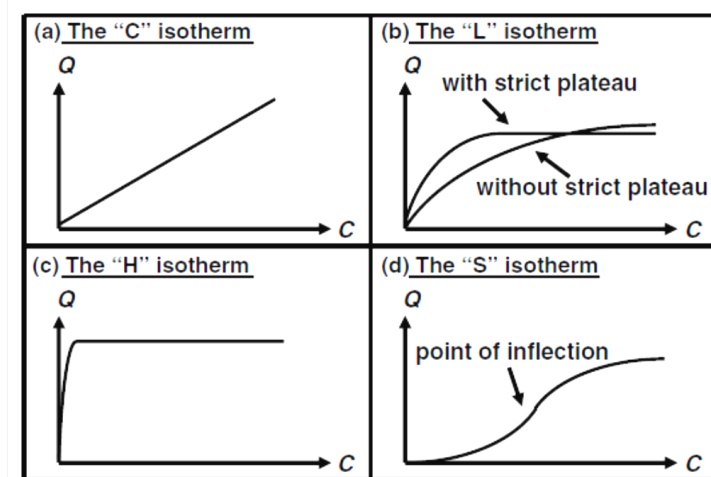 (a) The “C” isotherm
Q
C
(b) The “L” isotherm
Q
with strict plateau
without strict plateau
C
(c) The “H” isotherm
Q
C
(d) The “S” isotherm
Q
point of inflection
C